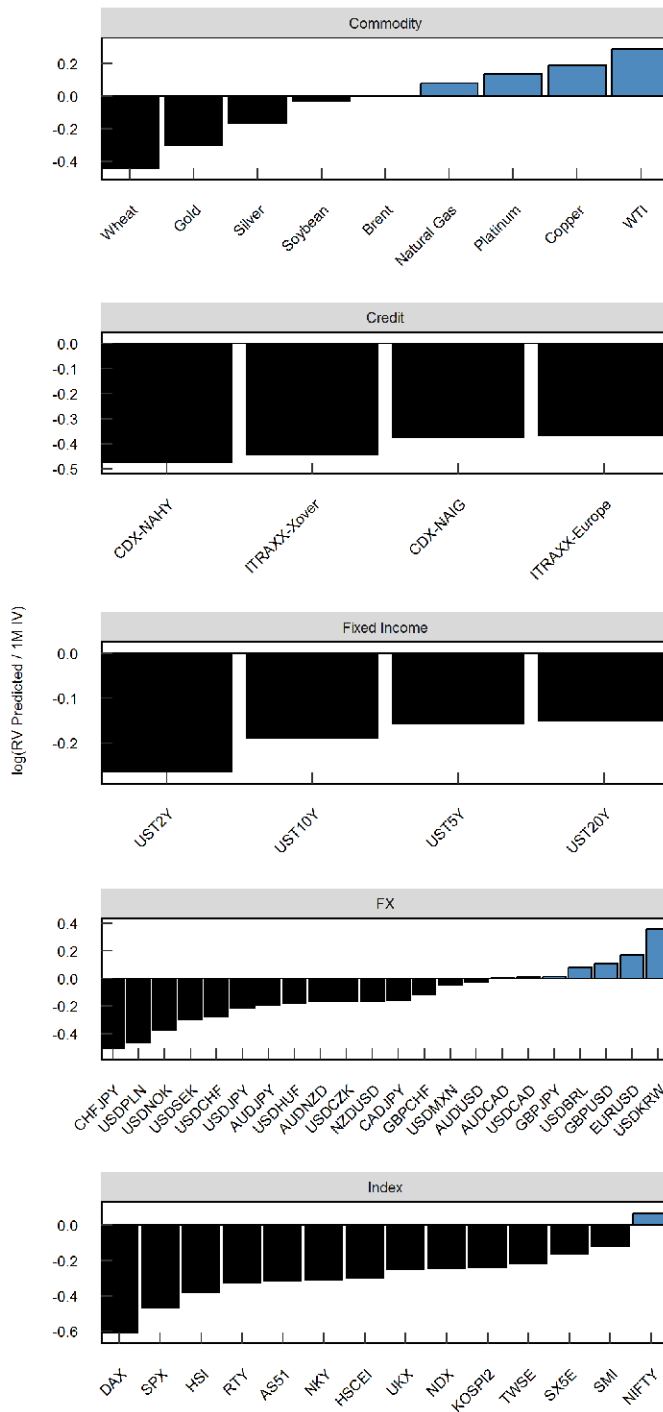 Commodity
0.2
0.0
-0.2
-0.4
Wheat
Gold
Silver
Soybean
Brent
Natural Gas
Platinum
Copper
WTI
Credit
0.0
-0.1
-0.2
-0.3
-0.4
-0.5
CDX-NAHY
ITRAXX-Xover
CDX-NAIG
ITRAXX-Europe
log(RV Predicted / 1M IV)
Fixed Income
0.0
-0.1
-0.2
UST2Y
UST10Y
UST5Y
UST20Y
FX
0.4
0.2
0.0
-0.2
-0.4
CHFJPY
USDPLN
USDNOK
USDSEK
USDCHF
USDJPY
AUDJPY
USDHUF
AUDNZD
USDCZK
NZDUSD
CADJPY
GBPCHF
USDMXN
AUDUSD
AUDCAD
USDCAD
GBPJPY
USDBRL
GBPUSD
EURUSD
USDKRW
Index
0.0
-0.2
-0.4
-0.6
DAX
SPX
HSI
RTY
AS51
NKY
HSCEI
UKX
NDX
KOSPI2
TWSE
SX5E
SMI
NIFTY